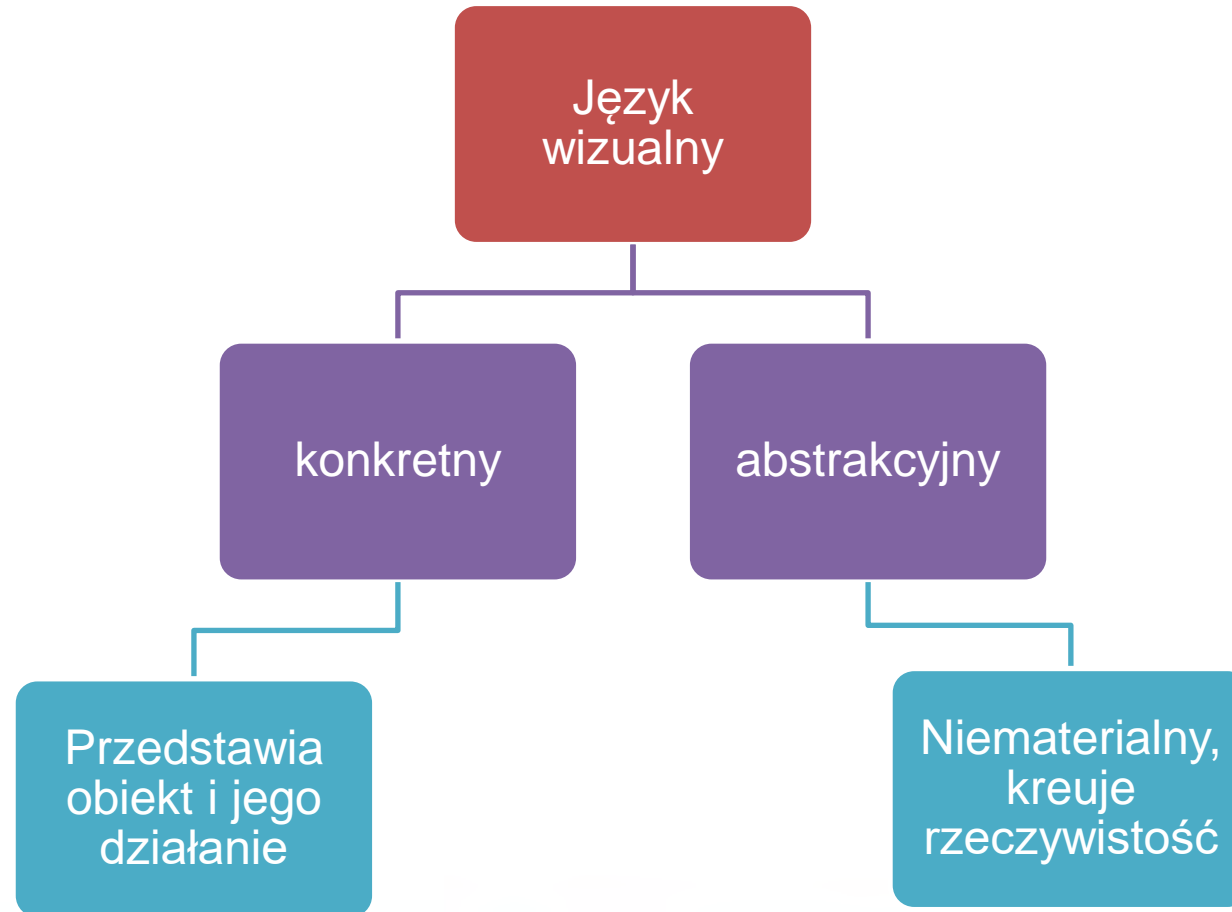 Język
wizualny
konkretny
abstrakcyjny
Przedstawia
obiekt i jego
działanie
Niematerialny,
kreuje
rzeczywistość